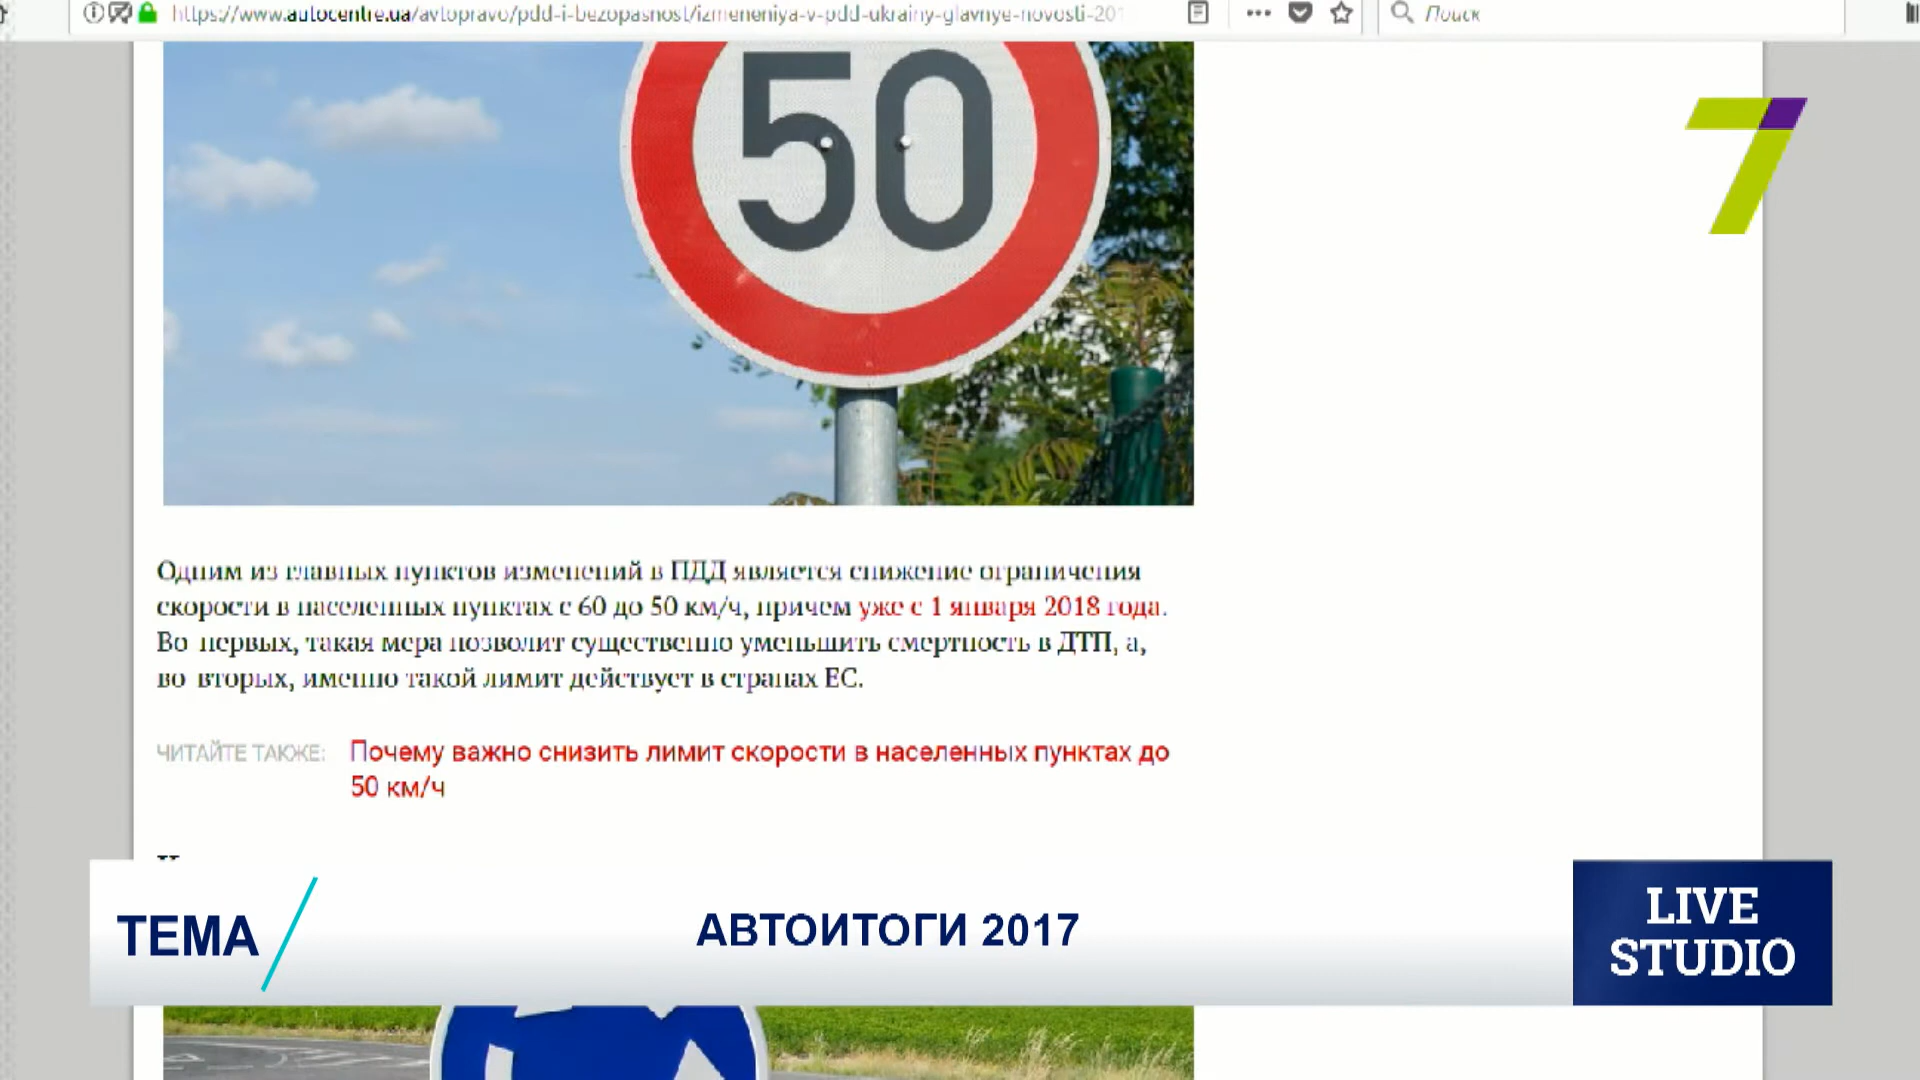 https://www.autocentre.ua/avtopravo/pdd-i-bezopasnost/izmeneniya-v-pdd-ukrainy-glavnye-novosti-201
Поиск
50
7
Одним из главных пунктов изменений в ПДД является снижение ограничения
скорости в населенных пунктах с 60 до 50 км/ч, причем уже с 1 января 2018 года.
Во-первых, такая мера позволит существенно уменьшить смертность в ДТП, а,
во-вторых, именно такой лимит действует в странах ЕС.
ЧИТАЙТЕ ТАКЖЕ: Почему важно снизить лимит скорости в населенных пунктах до
50 км/ч
ТЕМА
АВТОИТОГИ 2017
LIVE
STUDIO